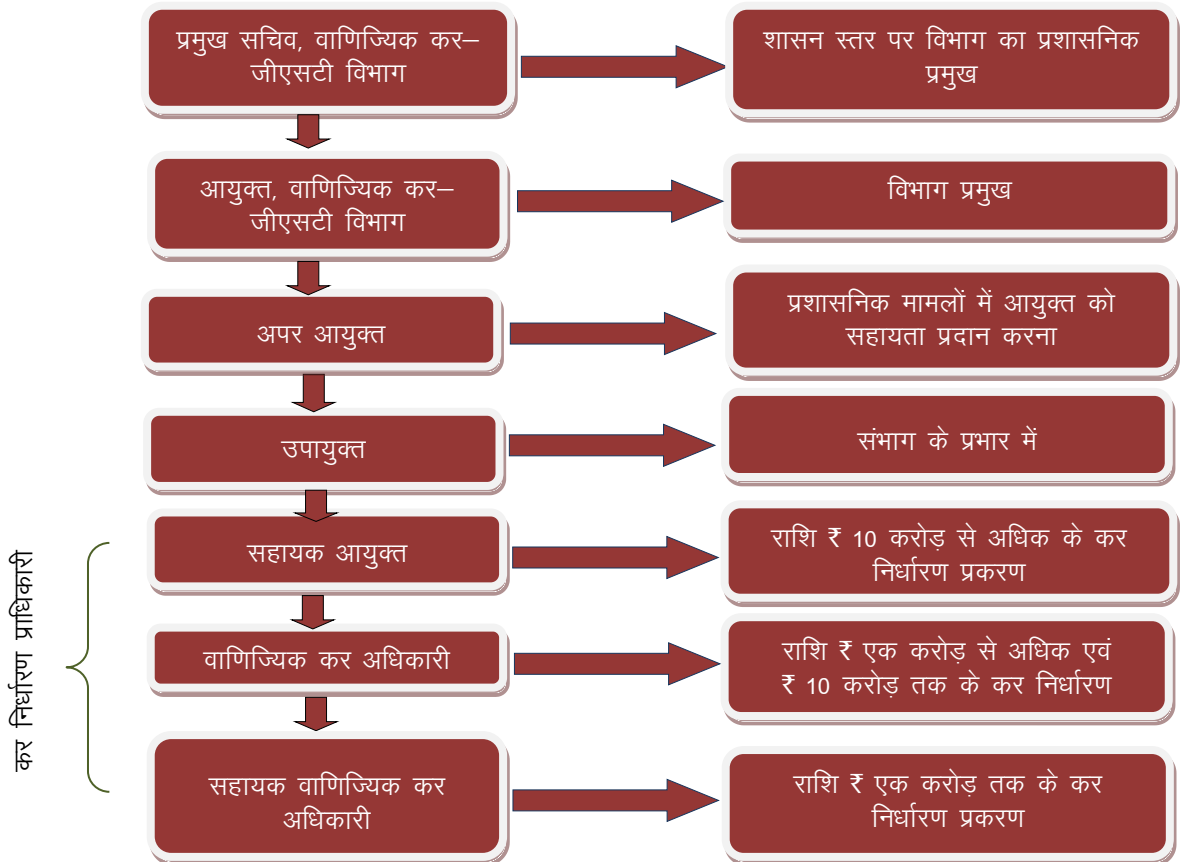 प्रमुख सचिव, वाणिज्यिक कर–
जीएसटी विभाग
शासन स्तर पर विभाग का प्रशासनिक
प्रमुख
आयुक्त, वाणिज्यिक कर–
जीएसटी विभाग
विभाग प्रमुख
अपर आयुक्त
प्रशासनिक मामलों में आयुक्त को
सहायता प्रदान करना
उपायुक्त
संभाग के प्रभार में
कर निर्धारण प्राधिकारी
सहायक आयुक्त
राशि ₹ 10 करोड़ से अधिक के कर
निर्धारण प्रकरण
वाणिज्यिक कर अधिकारी
राशि ₹ एक करोड़ से अधिक एवं
₹ 10 करोड़ तक के कर निर्धारण
सहायक वाणिज्यिक कर
अधिकारी
राशि ₹ एक करोड़ तक के कर
निर्धारण प्रकरण